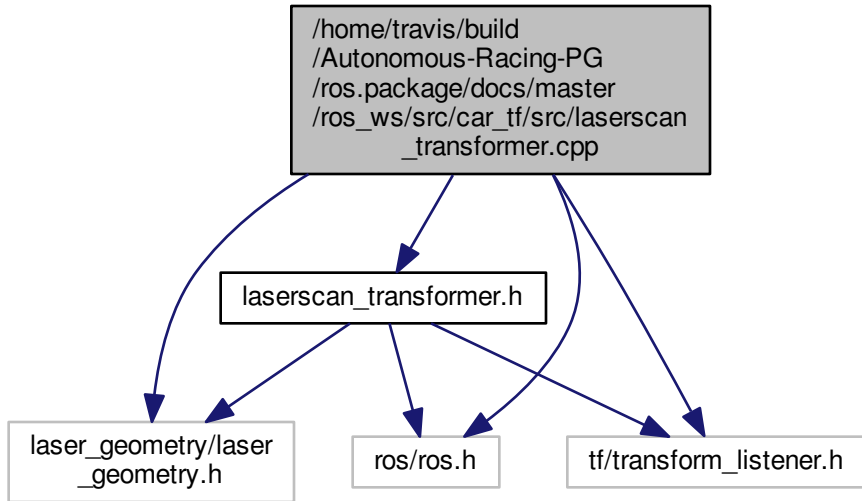 /home/travis/build
/Autonomous-Racing-PG
/ros.package/docs/master
/ros_ws/src/car_tf/src/laserscan
_transformer.cpp
laserscan_transformer.h
laser_geometry/laser
_geometry.h
ros/ros.h
tf/transform_listener.h